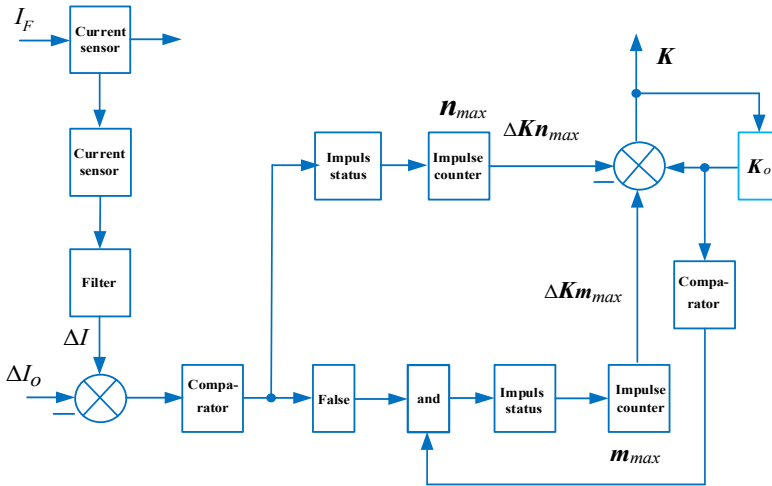 I_F
Current
sensor
K
n_max
ΔKn_max
Impuls
status
Impulse
counter
K_o
Current
sensor
Filter
ΔKm_max
Compa-
rator
ΔI
ΔI_O
Compa-
rator
False
and
Impuls
status
Impulse
counter
m_max